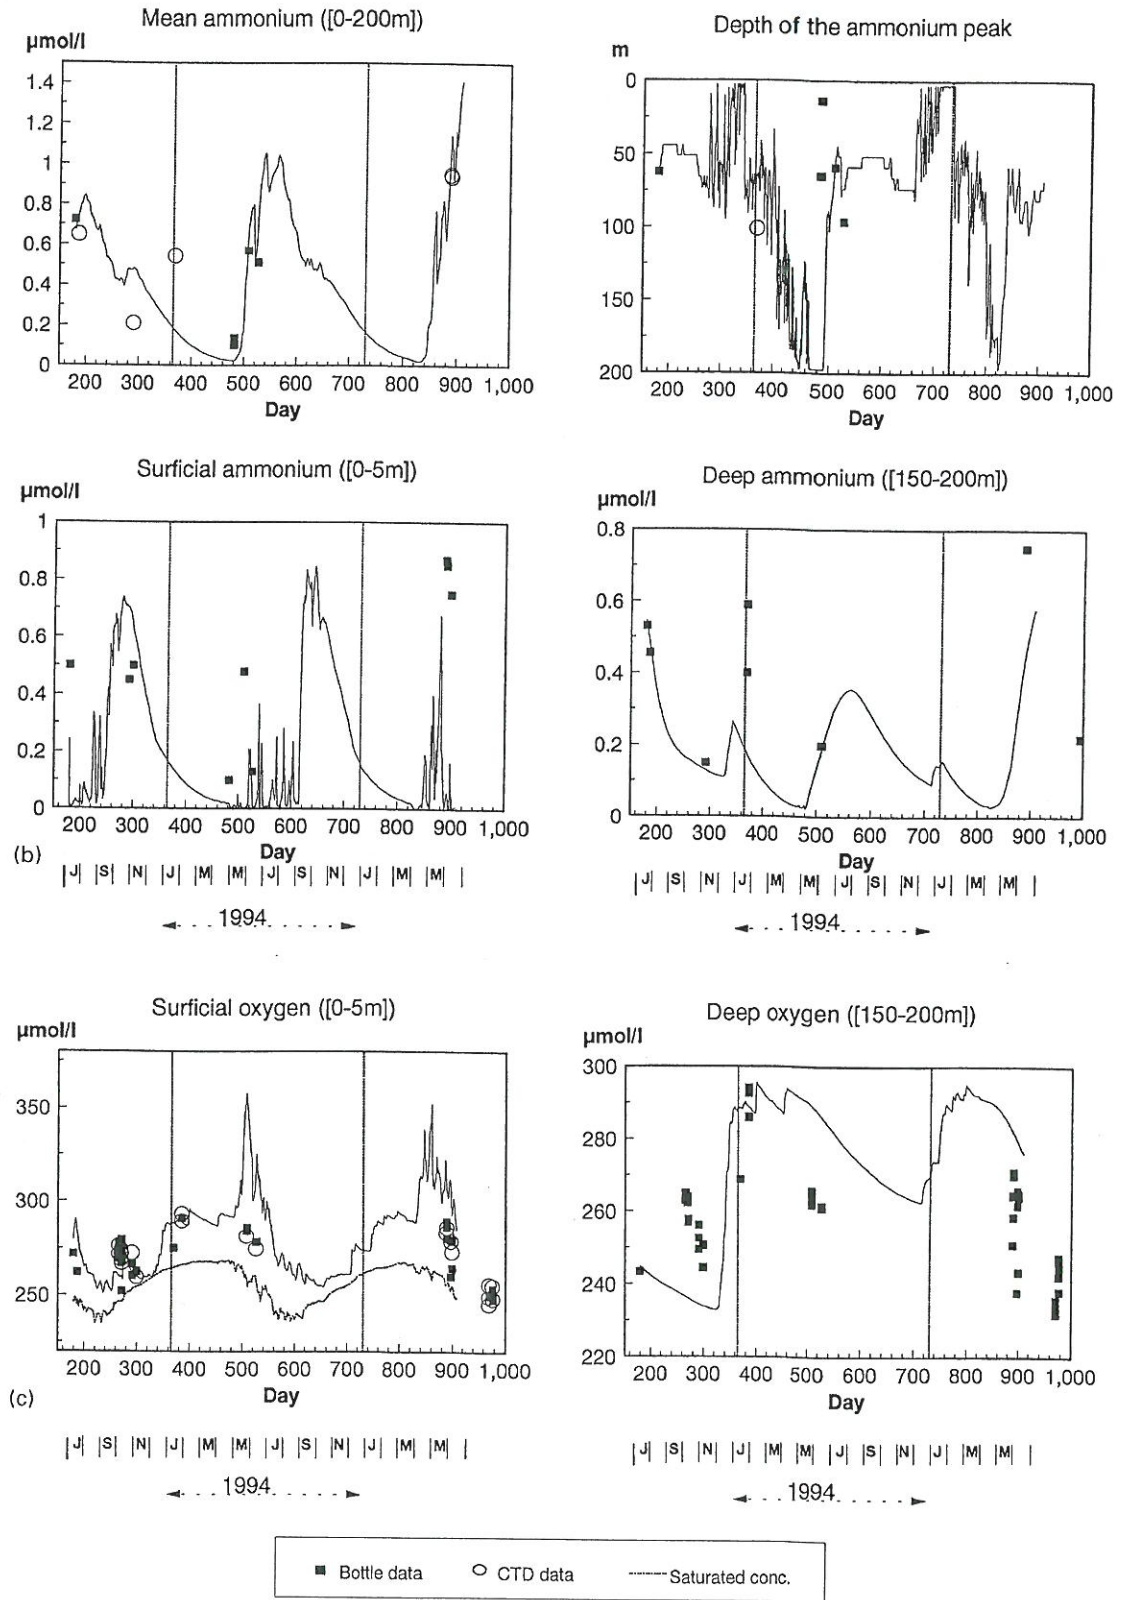 Mean ammonium ([0-200m])
µmol/l
1.4
1.2
1
0.8
0.6
0.4
0.2
0
200 300 400 500 600 700 800 900 1,000
Day
Depth of the ammonium peak
m
0
50
100
150
200
200 300 400 500 600 700 800 900 1,000
Day
Surficial ammonium ([0-5m])
µmol/l
1
0.8
0.6
0.4
0.2
0
200 300 400 500 600 700 800 900 1,000
Day
(b)
|J| |S| |N| |J| |M| |M| |J| |S| |N| |J| |M| |M| |
1994
Deep ammonium ([150-200m])
µmol/l
0.8
0.6
0.4
0.2
0
200 300 400 500 600 700 800 900 1,000
Day
|J| |S| |N| |J| |M| |M| |J| |S| |N| |J| |M| |M| |
1994
Surficial oxygen ([0-5m])
µmol/l
350
300
250
200 300 400 500 600 700 800 900 1,000
Day
(c)
|J| |S| |N| |J| |M| |M| |J| |S| |N| |J| |M| |M| |
1994
Deep oxygen ([150-200m])
µmol/l
300
280
260
240
220
200 300 400 500 600 700 800 900 1,000
Day
|J| |S| |N| |J| |M| |M| |J| |S| |N| |J| |M| |M| |
1994
Bottle data
CTD data
Saturated conc.